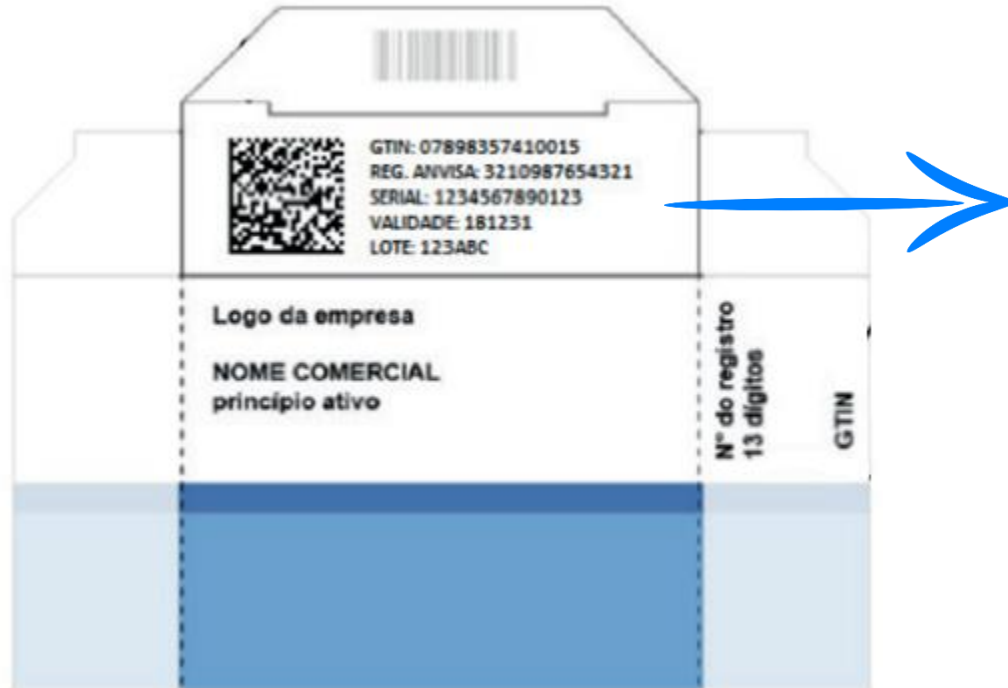 GTIN: 07898357410015
REG. ANVISA: 3210987654321
SERIAL: 1234567890123
VALIDADE: 181231
LOTE: 123ABC
Logo da empresa
NOME COMERCIAL
princípio ativo
N° do registro
13 dígitos
GTIN